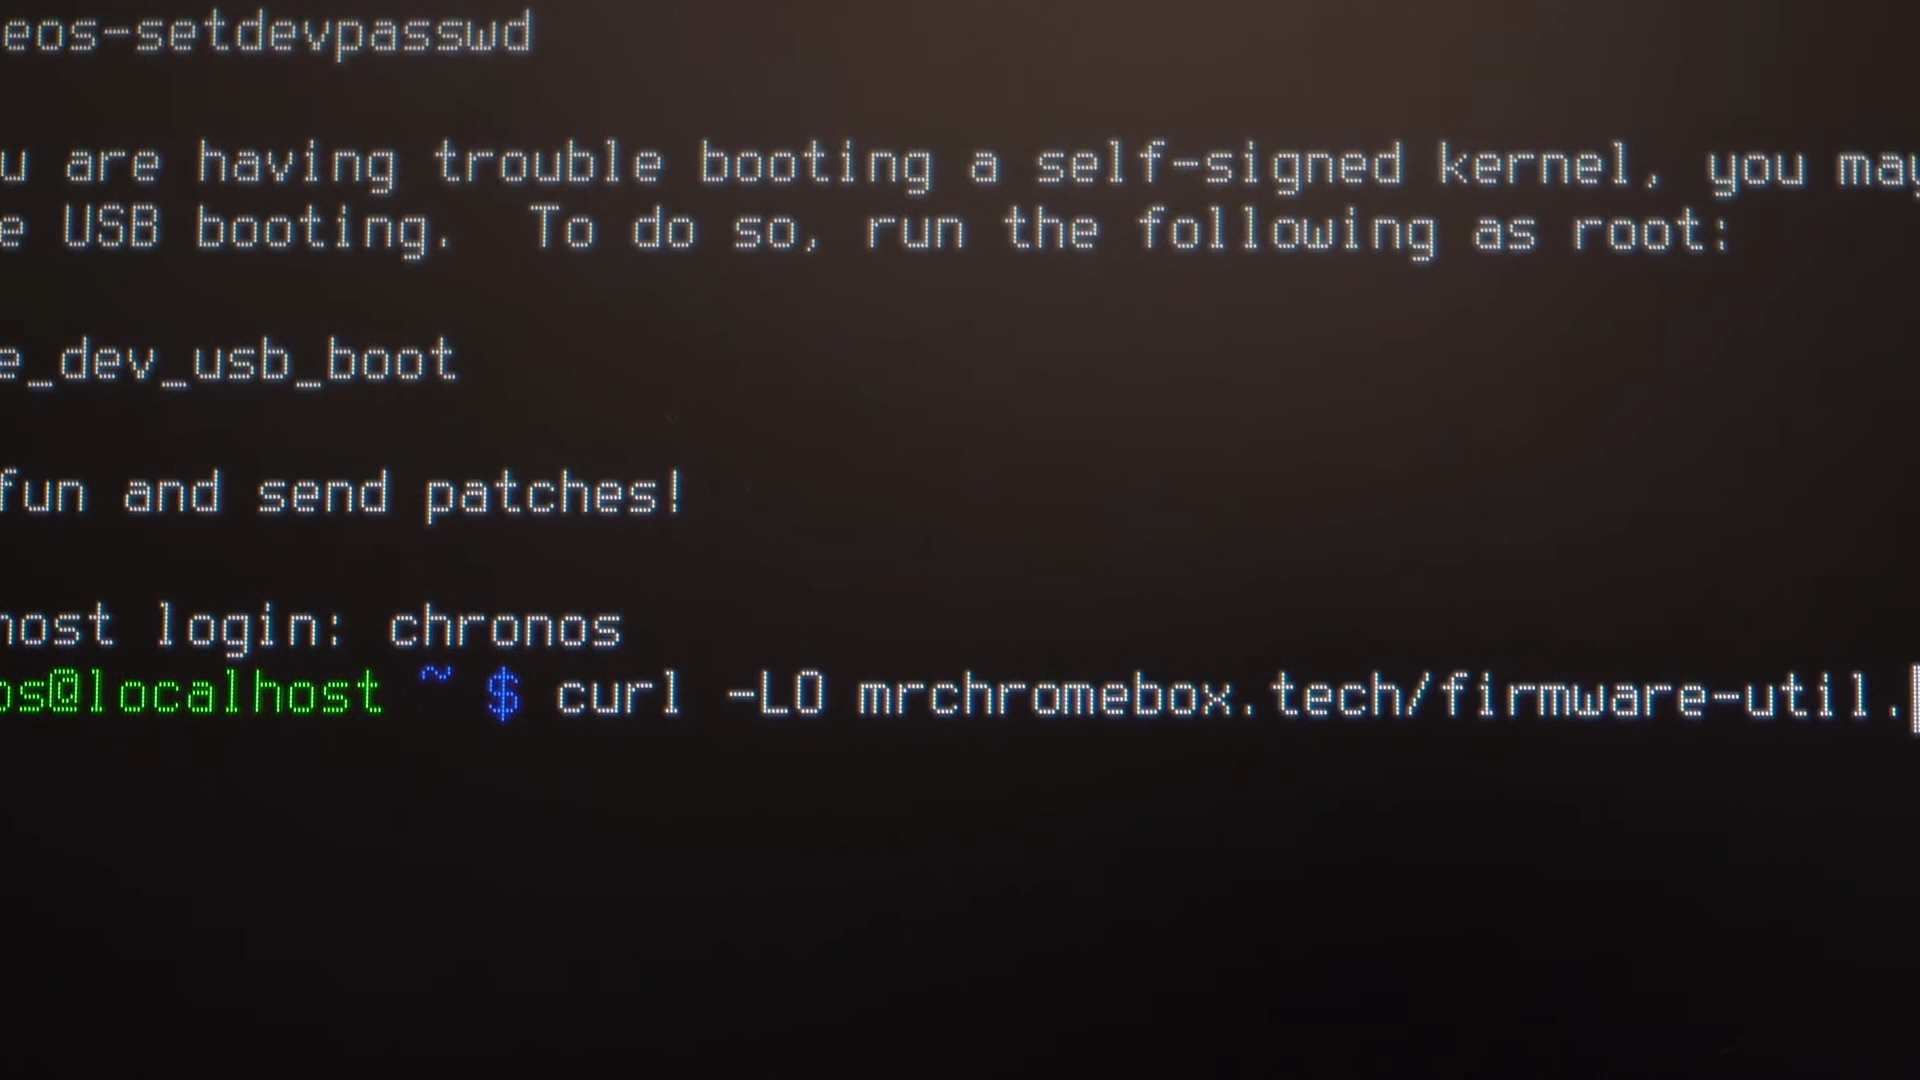 eos-setdevpasswd
u are having trouble booting a self-signed kernel, you may
e USB booting. To do so, run the following as root:
e_dev_usb_boot
fun and send patches!
host login: chronos
os@localhost ~ $ curl -LO mrchromebox.tech/firmware-util.